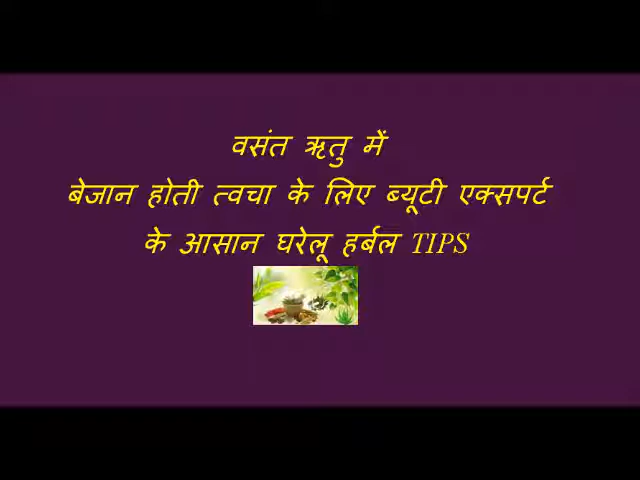 वसंत ऋतु में
बेजान होती त्वचा के लिए ब्यूटी एक्सपर्ट
के आसान घरेलू हर्बल TIPS